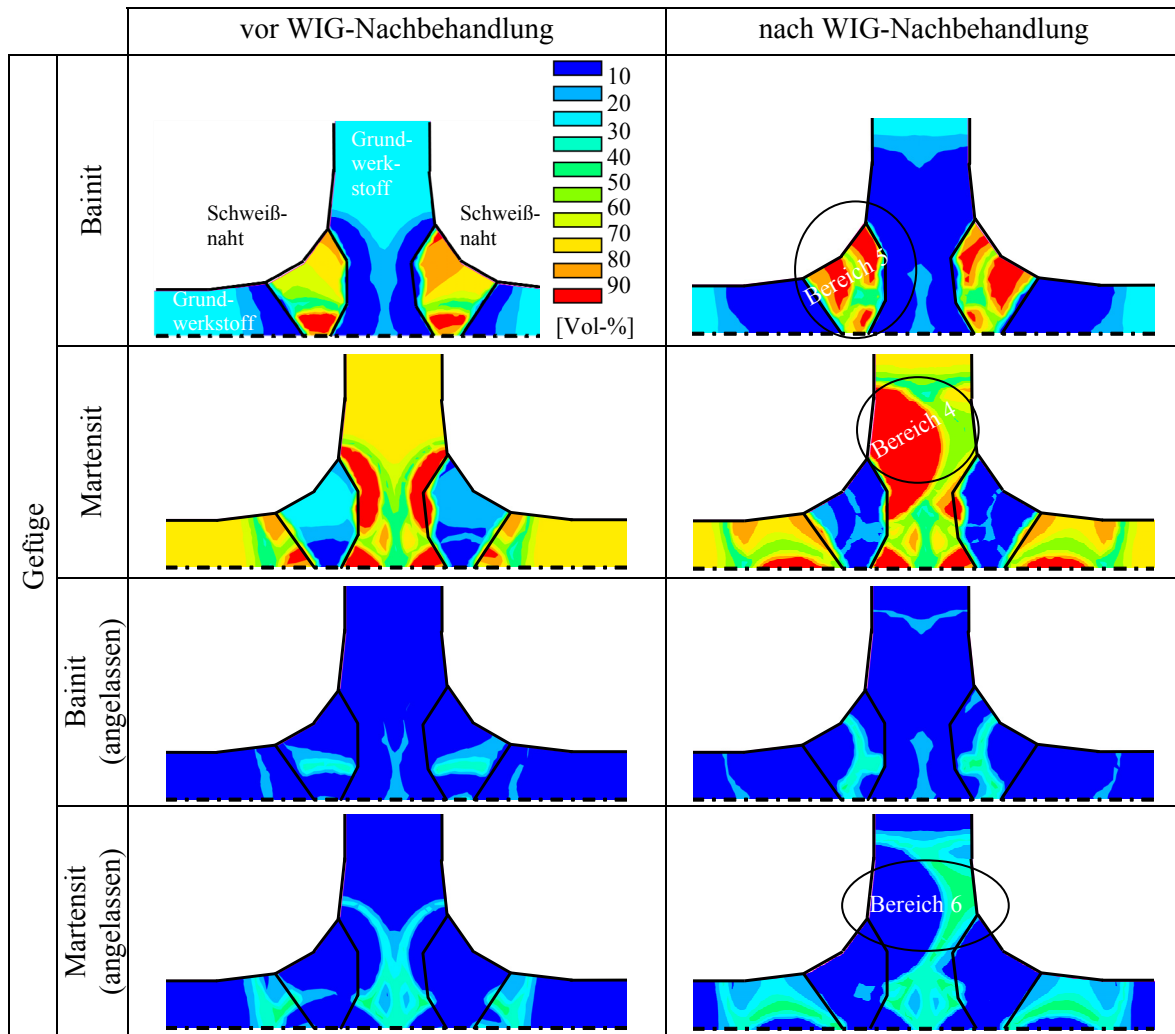 vor WIG-Nachbehandlung
nach WIG-Nachbehandlung
Gefüge
Bainit
Grund-
werk-
stoff
Schweiß-
naht
Schweiß-
naht
Grund-
werkstoff
10
20
30
40
50
60
70
80
90
[Vol-%]
Bereich 5
Martensit
Bereich 4
Bainit
(angelassen)
Martensit
(angelassen)
Bereich 6